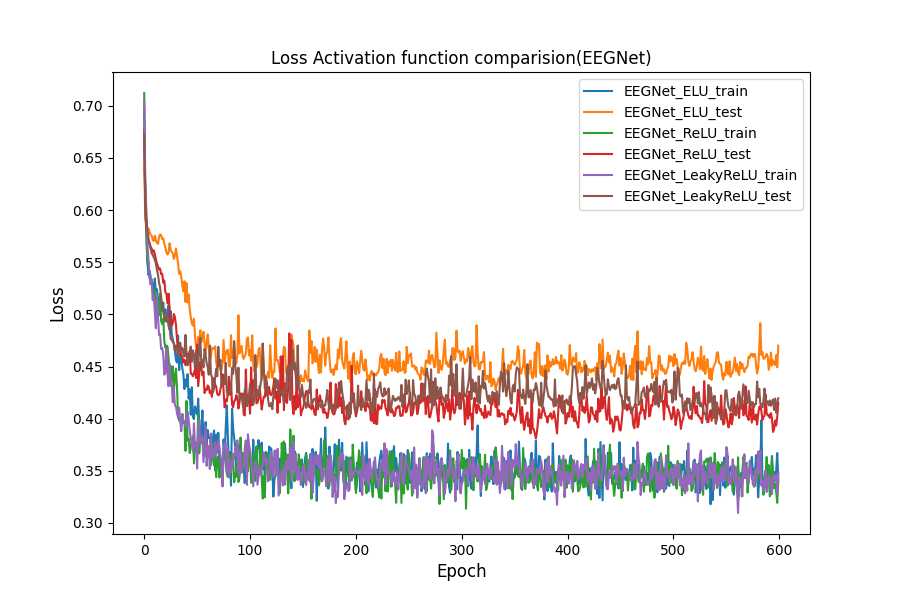 Loss Activation function comparision(EEGNet)
EEGNet_ELU_train
EEGNet_ELU_test
EEGNet_ReLU_train
EEGNet_ReLU_test
EEGNet_LeakyReLU_train
EEGNet_LeakyReLU_test
0.70
0.65
0.60
0.55
0.50
0.45
0.40
0.35
0.30
Loss
0 100 200 300 400 500 600
Epoch